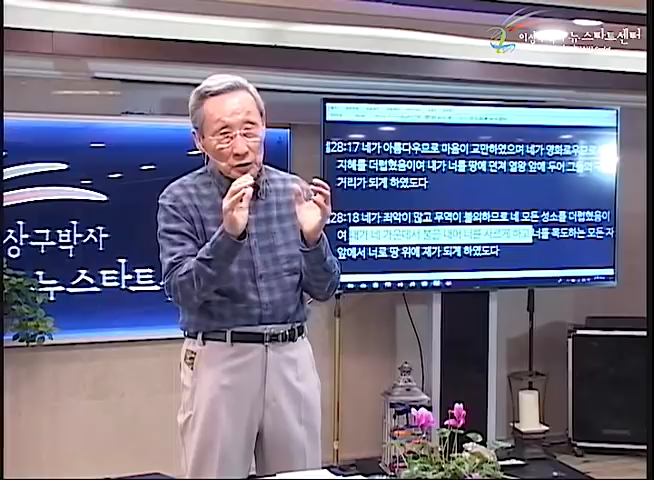 뉴스타트센터
28:17 네가 아름다우므로 마음이 교만하였으며 네가 영화로우므로 네
지혜를 더럽혔음이여 내가 너를 땅에 던져 열왕 앞에 두어 그들의 구
거리가 되게 하였도다
28:18 네가 죄악이 많고 무역이 불의하므로 네 모든 성소를 더럽혔음이
여 내가 네 가운데서 불을 내어 너를 사르게 하고 너를 목도하는 모든 자
앞에서 너로 땅 위에 재가 되게 하였도다
상구박사
뉴스타트